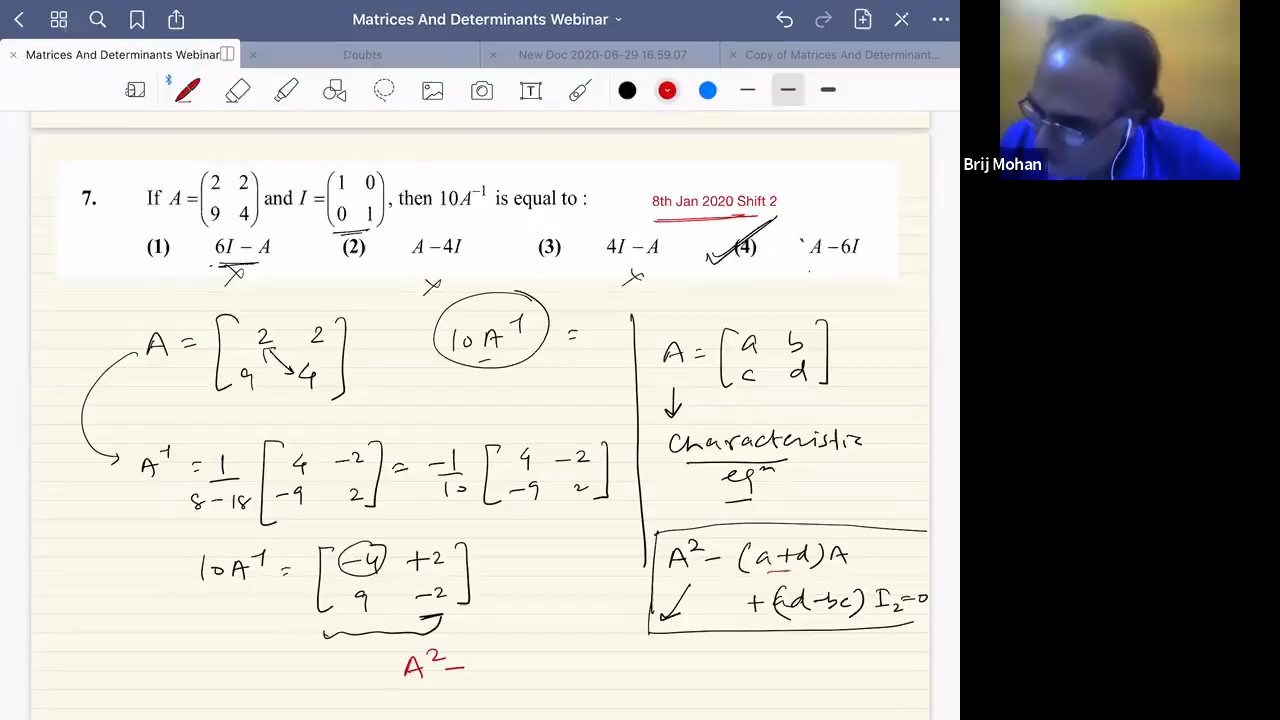 Matrices And Determinants Webinar
Matrices And Determinants Webinar
Doubts
New Doc 2020-06-29 16.59.07
Copy of Matrices And Determinant...
T
Brij Mohan
7. If A = (2 2 9 4) and I = (1 0 0 1), then 10A⁻¹ is equal to :
8th Jan 2020 Shift 2
(1) 6I − A (2) A − 4I (3) 4I − A (4) A − 6I
A = [2 2 9 4]
10A⁻¹ =
A⁻¹ = 1/8−18 [4 −2 −9 2] = −1/10 [4 −2 −9 2]
10A⁻¹ = [−4 +2 9 −2]
A² −
A = [a b c d]
Characteristic
eqⁿ
A² − (a+d)A
+ (ad−bc) I₂=0